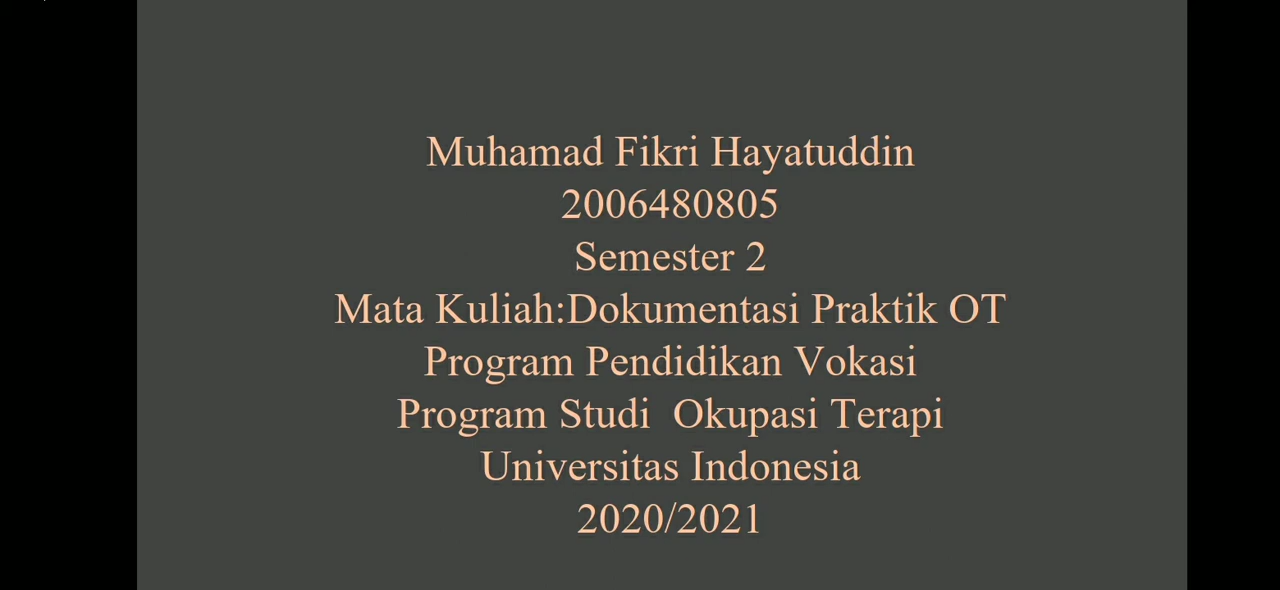 Muhamad Fikri Hayatuddin
2006480805
Semester 2
Mata Kuliah:Dokumentasi Praktik OT
Program Pendidikan Vokasi
Program Studi  Okupasi Terapi
Universitas Indonesia
2020/2021